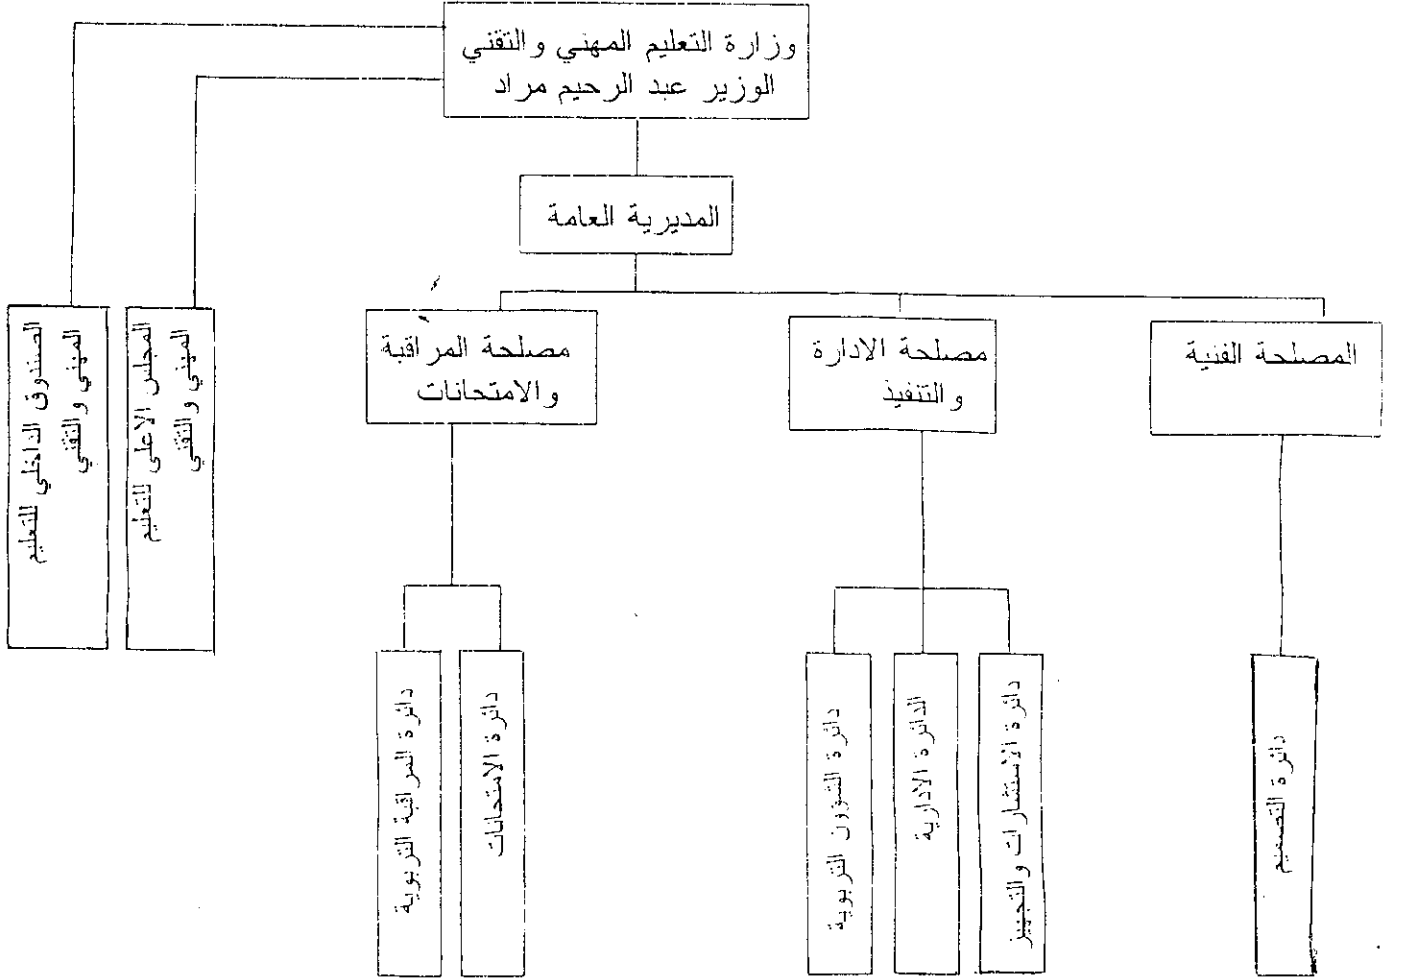 وزارة التعليم المهني والتقني
الوزير عبد الرحيم مراد
المديرية العامة
المصلحة الفنية
مصلحة الادارة
والتنفيذ
مصلحة المراقبة
والامتحانات
المجلس الاعلى للتعليم
المهني والتقني
الصندوق الداخلي للتعليم
المهني والتقني
دائرة التصميم
دائرة الاستشارات والتجهيز
الدائرة الادارية
دائرة الشؤون التربوية
دائرة الامتحانات
دائرة المراقبة التربوية